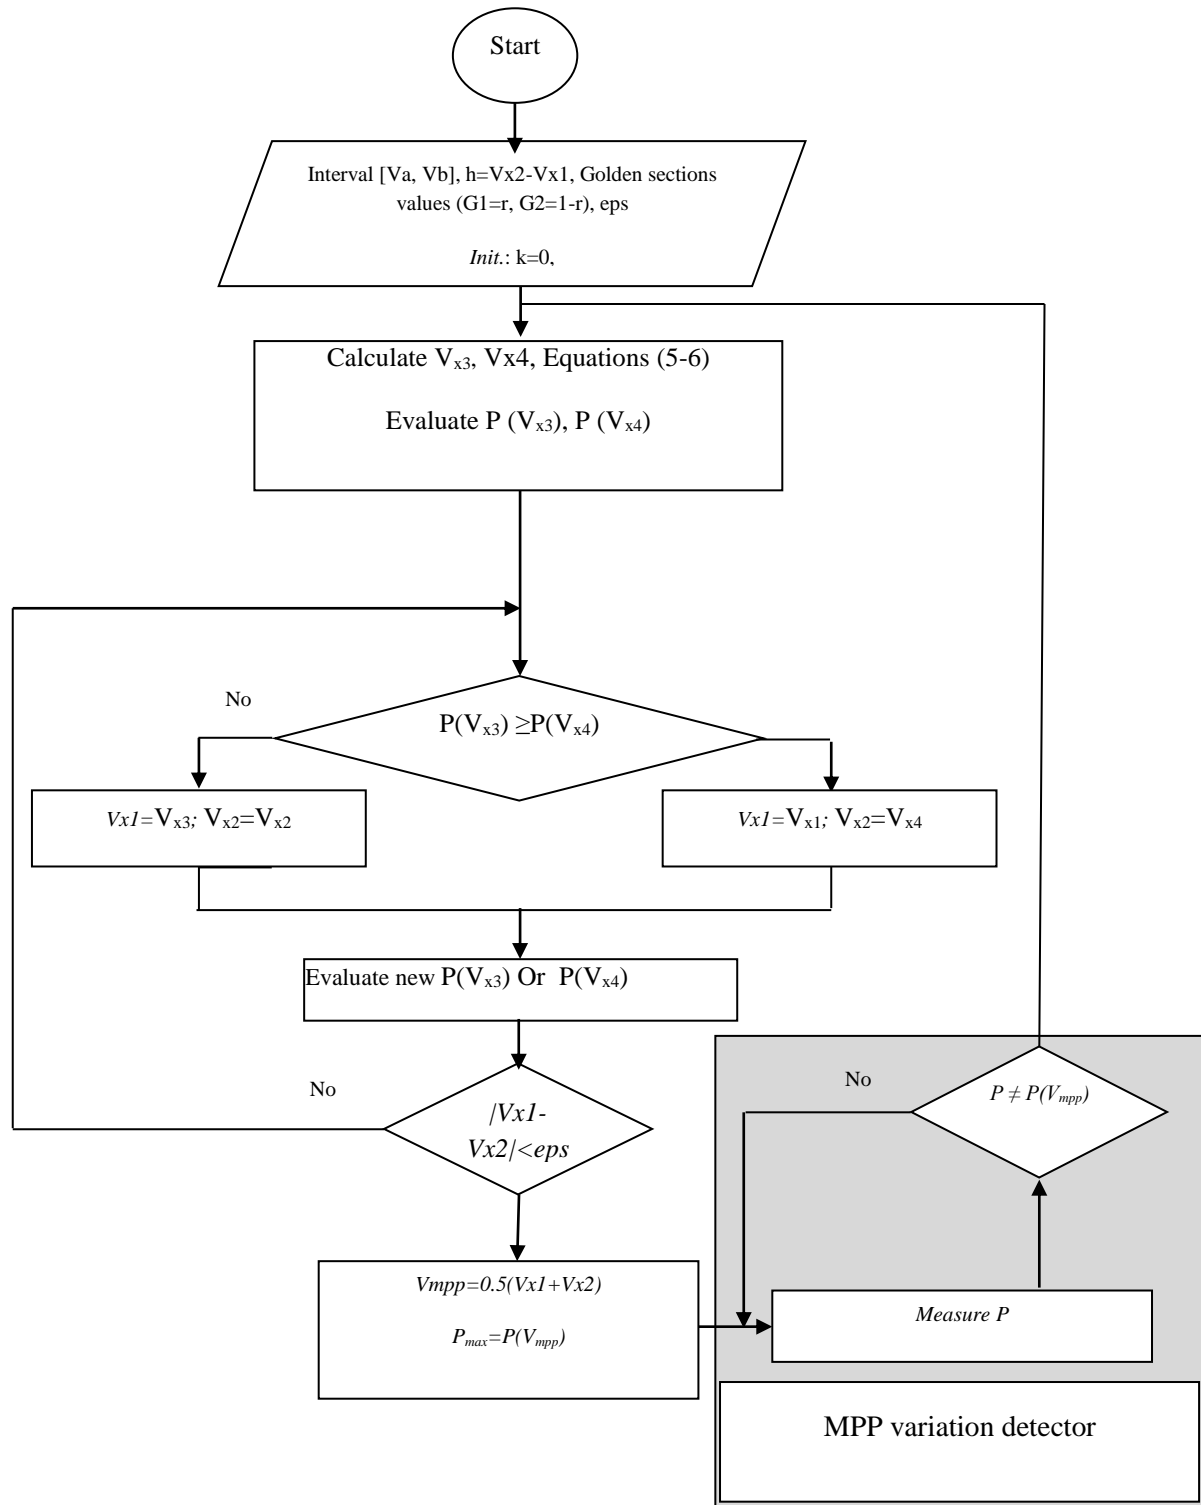 Start
Interval [Va, Vb], h=Vx2-Vx1, Golden sections
values (G1=r, G2=1-r), eps
Init.: k=0,
Calculate Vx3, Vx4, Equations (5-6)
Evaluate P (Vx3), P (Vx4)
No
P(Vx3) ≥P(Vx4)
Vx1=Vx3; Vx2=Vx2
Vx1=Vx1; Vx2=Vx4
Evaluate new P(Vx3) Or P(Vx4)
No
|Vx1-
Vx2|<eps
No
P ≠ P(Vmpp)
Vmpp=0.5(Vx1+Vx2)
Pmax=P(Vmpp)
Measure P
MPP variation detector